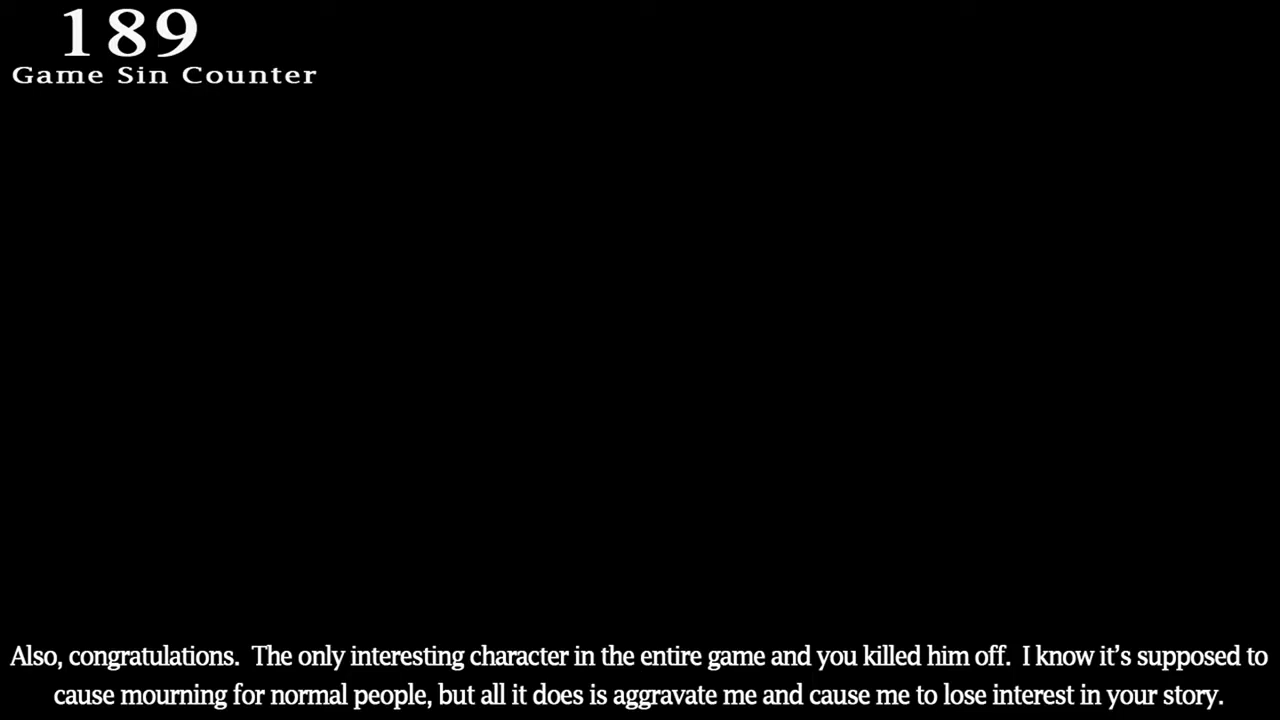 189
Game Sin Counter
Also, congratulations.  The only interesting character in the entire game and you killed him off.  I know it’s supposed to
cause mourning for normal people, but all it does is aggravate me and cause me to lose interest in your story.